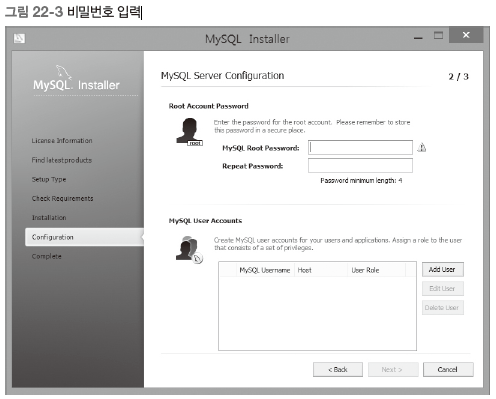 그림 22-3 비밀번호 입력
MySQL Installer
MySQL. Installer
License Information
Find latest products
Setup Type
Check Requirements
Installation
Configuration
Complete
MySQL Server Configuration
2 / 3
Root Account Password
Enter the password for the root account. Please remember to store
this password in a secure place.
root
MySQL Root Password:
Repeat Password:
Password minimum length: 4
MySQL User Accounts
Create MySQL user accounts for your users and applications. Assign a role to the user
that consists of a set of privileges.
MySQL Username Host User Role
Add User
Edit User
Delete User
< Back Next > Cancel